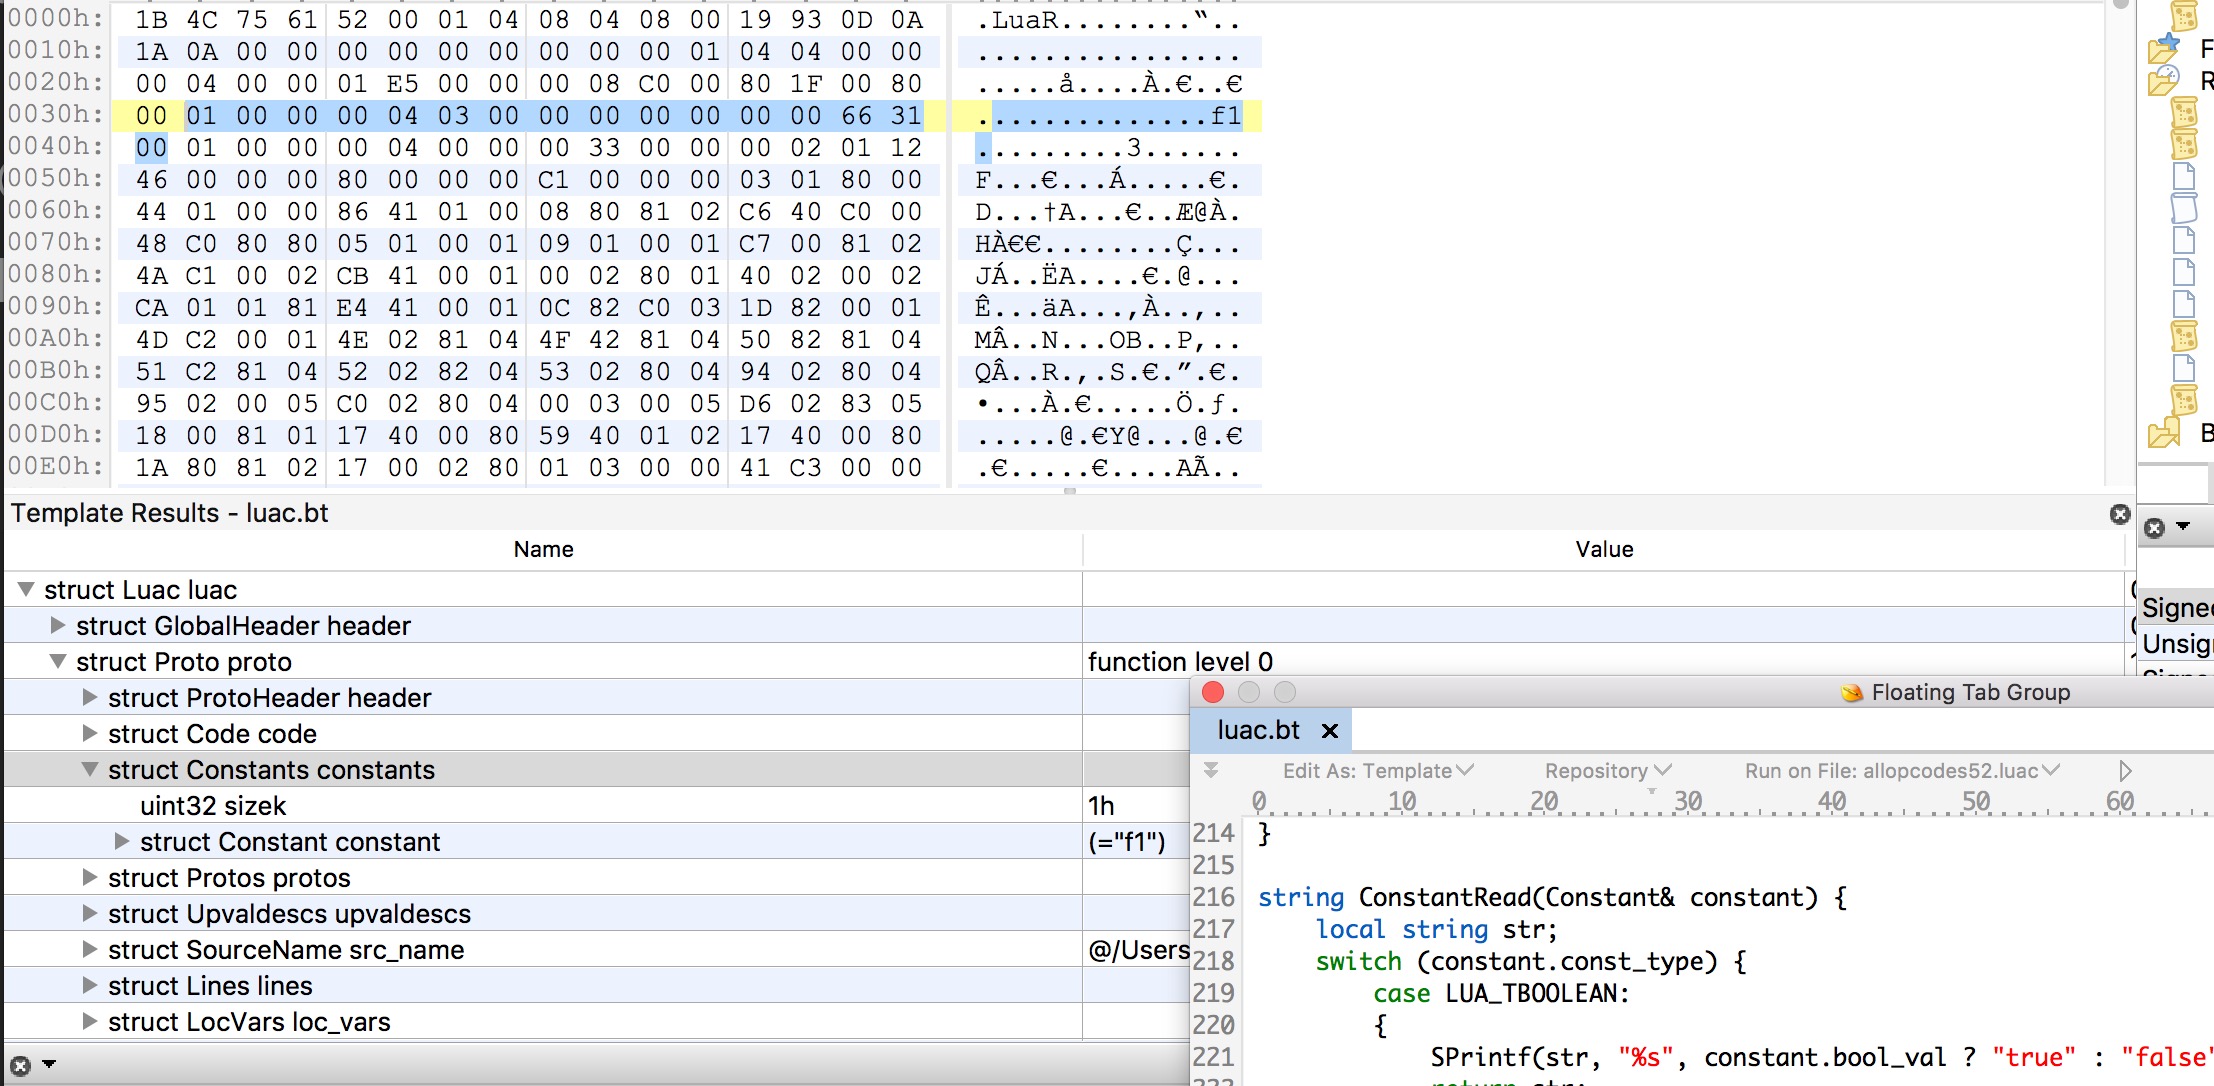 0000h: 1B 4C 75 61 52 00 01 04 08 04 08 00 19 93 0D 0A .LuaR........“..
0010h: 1A 0A 00 00 00 00 00 00 00 00 00 01 04 04 00 00 ................
0020h: 00 04 00 00 01 E5 00 00 00 08 C0 00 80 1F 00 80 .....å....À.€..€
0030h: 00 01 00 00 00 04 03 00 00 00 00 00 00 00 66 31 ..............f1
0040h: 00 01 00 00 00 04 00 00 00 33 00 00 00 02 01 12 .........3......
0050h: 46 00 00 00 80 00 00 00 C1 00 00 00 03 01 80 00 F...€...Á.....€.
0060h: 44 01 00 00 86 41 01 00 08 80 81 02 C6 40 C0 00 D...†A...€..Æ@À.
0070h: 48 C0 80 80 05 01 00 01 09 01 00 01 C7 00 81 02 HÀ€€........Ç...
0080h: 4A C1 00 02 CB 41 00 01 00 02 80 01 40 02 00 02 JÁ..ËA....€.@...
0090h: CA 01 01 81 E4 41 00 01 0C 82 C0 03 1D 82 00 01 Ê...äA...‚À..‚..
00A0h: 4D C2 00 01 4E 02 81 04 4F 42 81 04 50 82 81 04 MÂ..N...OB..P‚..
00B0h: 51 C2 81 04 52 02 82 04 53 02 80 04 94 02 80 04 QÂ..R.‚.S.€.”.€.
00C0h: 95 02 00 05 C0 02 80 04 00 03 00 05 D6 02 83 05 •...À.€.....Ö.ƒ.
00D0h: 18 00 81 01 17 40 00 80 59 40 01 02 17 40 00 80 .....@.€Y@...@.€
00E0h: 1A 80 81 02 17 00 02 80 01 03 00 00 41 C3 00 00 .€.....€....AÃ..
F
R
B
Template Results - luac.bt
Name Value
struct Luac luac
struct GlobalHeader header
struct Proto proto function level 0
struct ProtoHeader header
struct Code code
struct Constants constants
uint32 sizek 1h
struct Constant constant (="f1")
struct Protos protos
struct Upvaldescs upvaldescs
struct SourceName src_name @/Users
struct Lines lines
struct LocVars loc_vars
Signe
Unsig
Floating Tab Group
luac.bt
Edit As: Template Repository Run on File: allopcodes52.luac
0 10 20 30 40 50 60
214 }
215
216 string ConstantRead(Constant& constant) {
217 local string str;
218 switch (constant.const_type) {
219 case LUA_TBOOLEAN:
220 {
221 SPrintf(str, "%s", constant.bool_val ? "true" : "false"